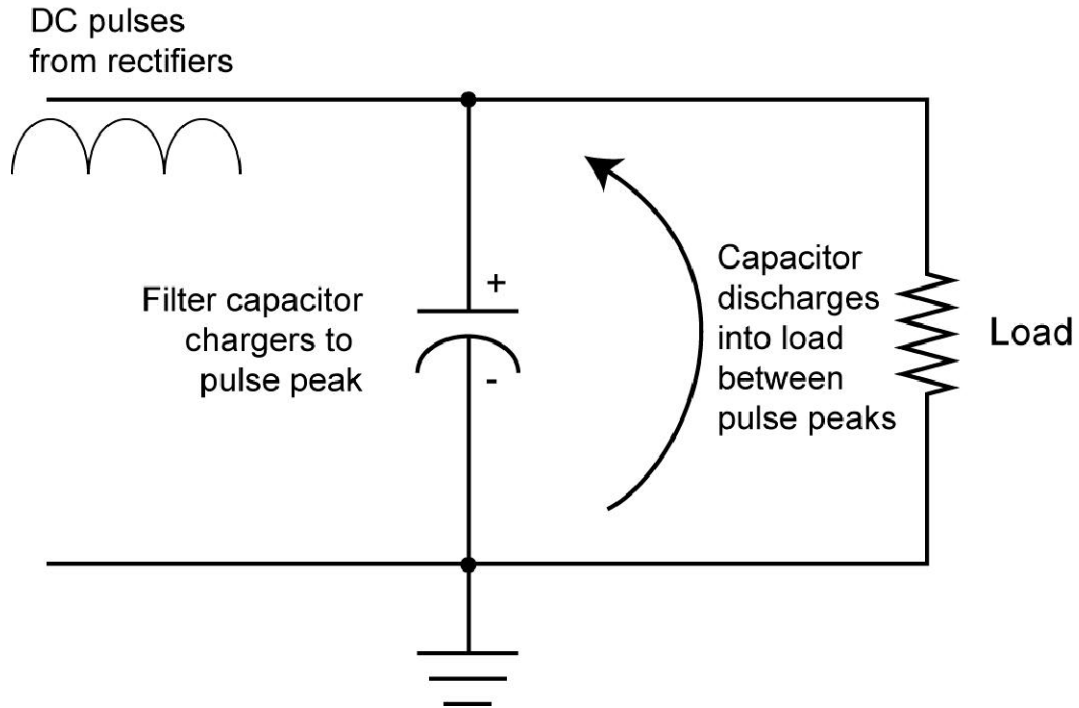 DC pulses
from rectifiers
Filter capacitor
chargers to
pulse peak
+
-
Capacitor
discharges
into load
between
pulse peaks
Load